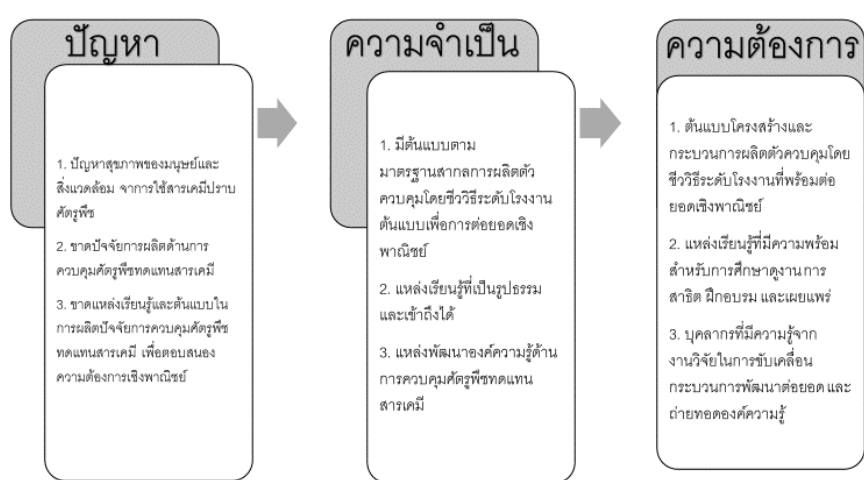 ปัญหา
1. ปัญหาสุขภาพของมนุษย์และ
สิ่งแวดล้อม จาการใช้สารเคมีปราบ
ศัตรูพืช
2. ขาดปัจจัยการผลิตด้านการ
ควบคุมศัตรูพืชทดแทนสารเคมี
3. ขาดแหล่งเรียนรู้และต้นแบบใน
การผลิตปัจจัยการควบคุมศัตรูพืช
ทดแทนสารเคมี เพื่อตอบสนอง
ความต้องการเชิงพาณิชย์
ความจำเป็น
1. มีต้นแบบตาม
มาตรฐานสากลการผลิตตัว
ควบคุมโดยชีววิธีระดับโรงงาน
ต้นแบบเพื่อการต่อยอดเชิง
พาณิชย์
2. แหล่งเรียนรู้ที่เป็นรูปธรรม
และเข้าถึงได้
3. แหล่งพัฒนาองค์ความรู้ด้าน
การควบคุมศัตรูพืชทดแทน
สารเคมี
ความต้องการ
1. ต้นแบบโครงสร้างและ
กระบวนการผลิตตัวควบคุมโดย
ชีววิธีระดับโรงงานที่พร้อมต่อ
ยอดเชิงพาณิชย์
2. แหล่งเรียนรู้ที่มีความพร้อม
สำหรับการศึกษาดูงาน การ
สาธิต ฝึกอบรม และเผยแพร่
3. บุคลากรที่มีความรู้จาก
งานวิจัยในการขับเคลื่อน
กระบวนการพัฒนาต่อยอด และ
ถ่ายทอดองค์ความรู้